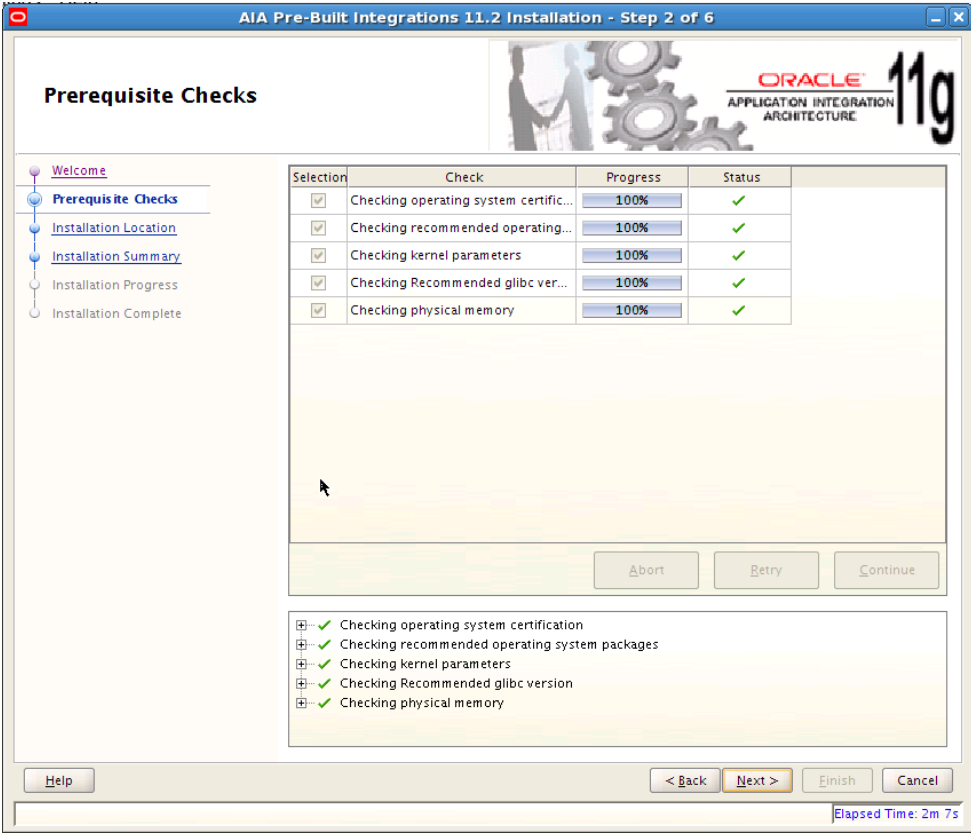 AIA Pre-Built Integrations 11.2 Installation - Step 2 of 6
Prerequisite Checks
ORACLE
APPLICATION INTEGRATION
ARCHITECTURE
11g
Welcome
Prerequisite Checks
Installation Location
Installation Summary
Installation Progress
Installation Complete
Selection Check Progress Status
Checking operating system certific... 100%
Checking recommended operating... 100%
Checking kernel parameters 100%
Checking Recommended glibc ver... 100%
Checking physical memory 100%
Abort Retry Continue
Checking operating system certification
Checking recommended operating system packages
Checking kernel parameters
Checking Recommended glibc version
Checking physical memory
Help < Back Next > Finish Cancel
Elapsed Time: 2m 7s